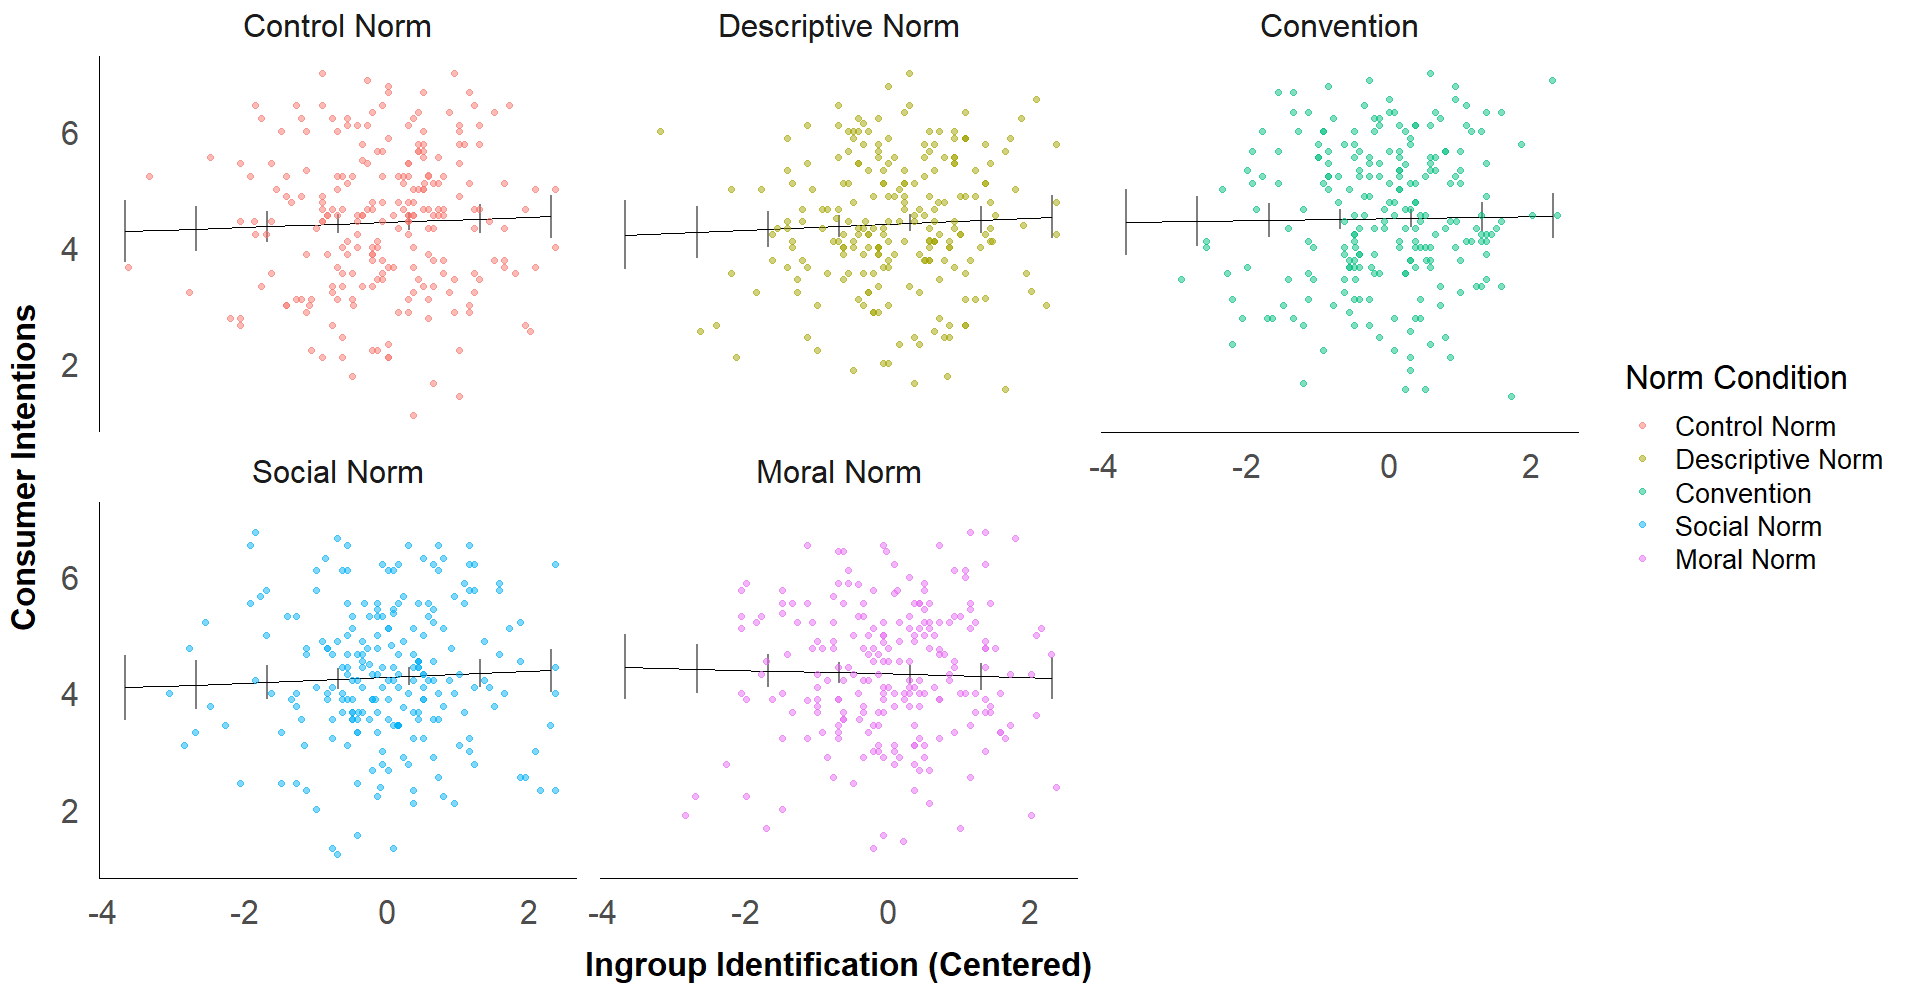 Control Norm
Descriptive Norm
Convention
6
4
2
-4 -2 0 2
Social Norm
Moral Norm
6
4
2
-4 -2 0 2
-4 -2 0 2
Consumer Intentions
Ingroup Identification (Centered)
Norm Condition
Control Norm
Descriptive Norm
Convention
Social Norm
Moral Norm